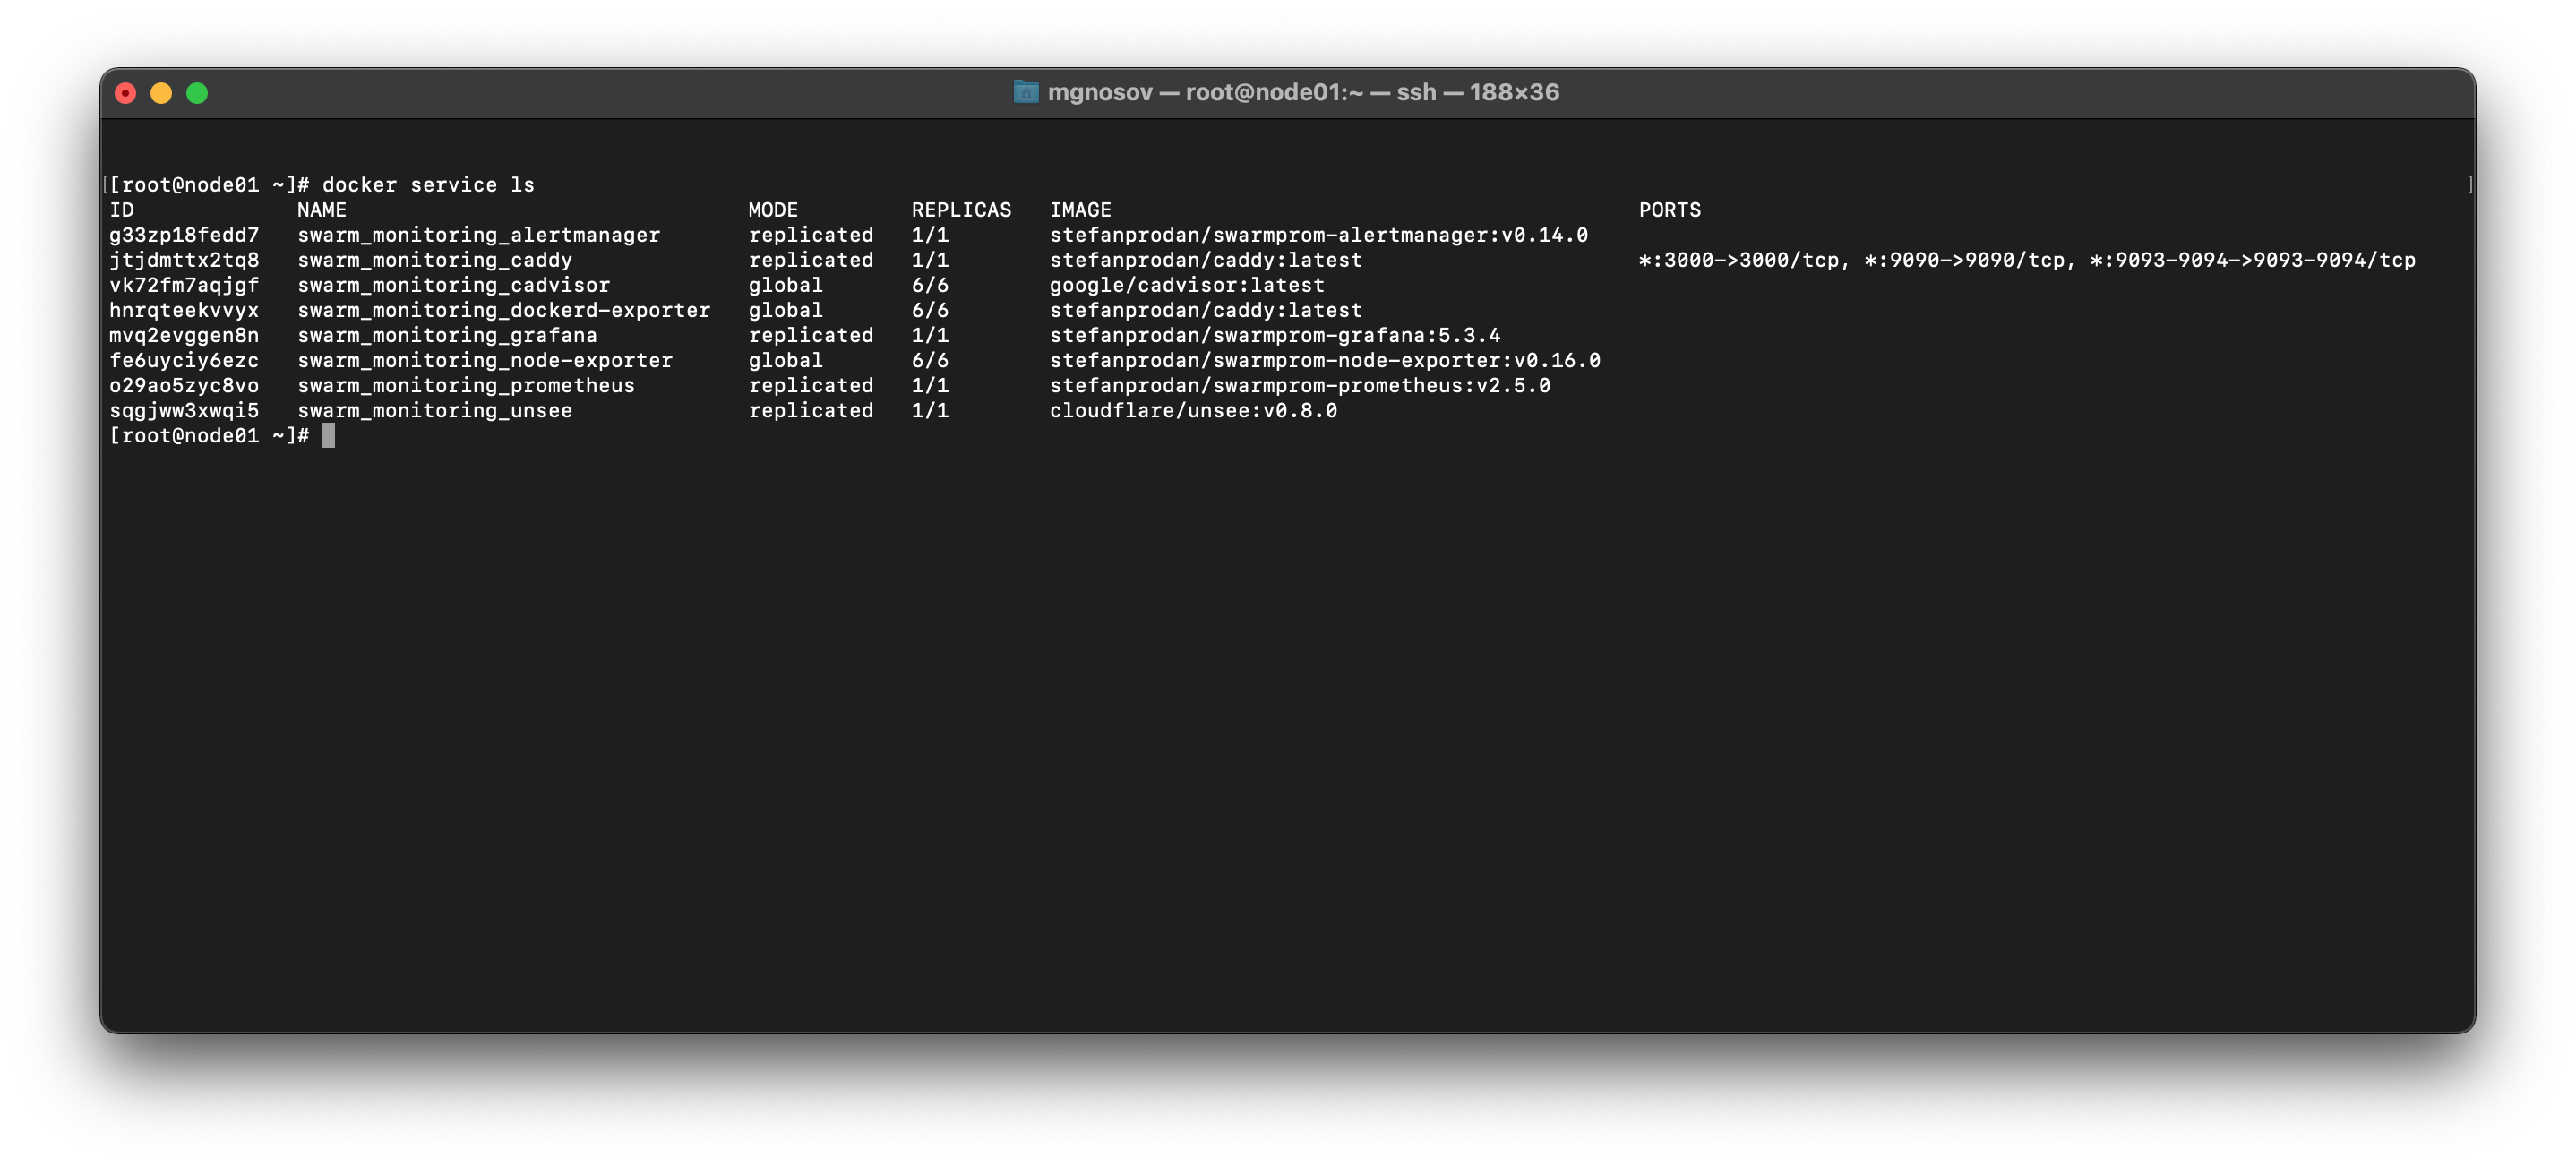 mgnosov — root@node01:~ — ssh — 188×36
[[root@node01 ~]# docker service ls ]
ID NAME MODE REPLICAS IMAGE PORTS
g33zp18fedd7 swarm_monitoring_alertmanager replicated 1/1 stefanprodan/swarmprom-alertmanager:v0.14.0
jtjdmttx2tq8 swarm_monitoring_caddy replicated 1/1 stefanprodan/caddy:latest *:3000->3000/tcp, *:9090->9090/tcp, *:9093-9094->9093-9094/tcp
vk72fm7aqjgf swarm_monitoring_cadvisor global 6/6 google/cadvisor:latest
hnrqteekvvyx swarm_monitoring_dockerd-exporter global 6/6 stefanprodan/caddy:latest
mvq2evggen8n swarm_monitoring_grafana replicated 1/1 stefanprodan/swarmprom-grafana:5.3.4
fe6uyciy6ezc swarm_monitoring_node-exporter global 6/6 stefanprodan/swarmprom-node-exporter:v0.16.0
o29ao5zyc8vo swarm_monitoring_prometheus replicated 1/1 stefanprodan/swarmprom-prometheus:v2.5.0
sqgjww3xwqi5 swarm_monitoring_unsee replicated 1/1 cloudflare/unsee:v0.8.0
[root@node01 ~]#